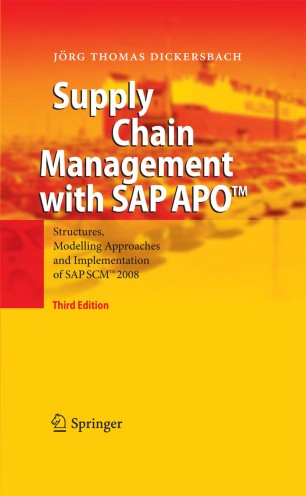 JÖRG THOMAS DICKERSBACH
Supply
Chain
Management
with SAP APO™
Structures,
Modelling Approaches
and Implementation
of SAP SCM™ 2008
Third Edition
Springer